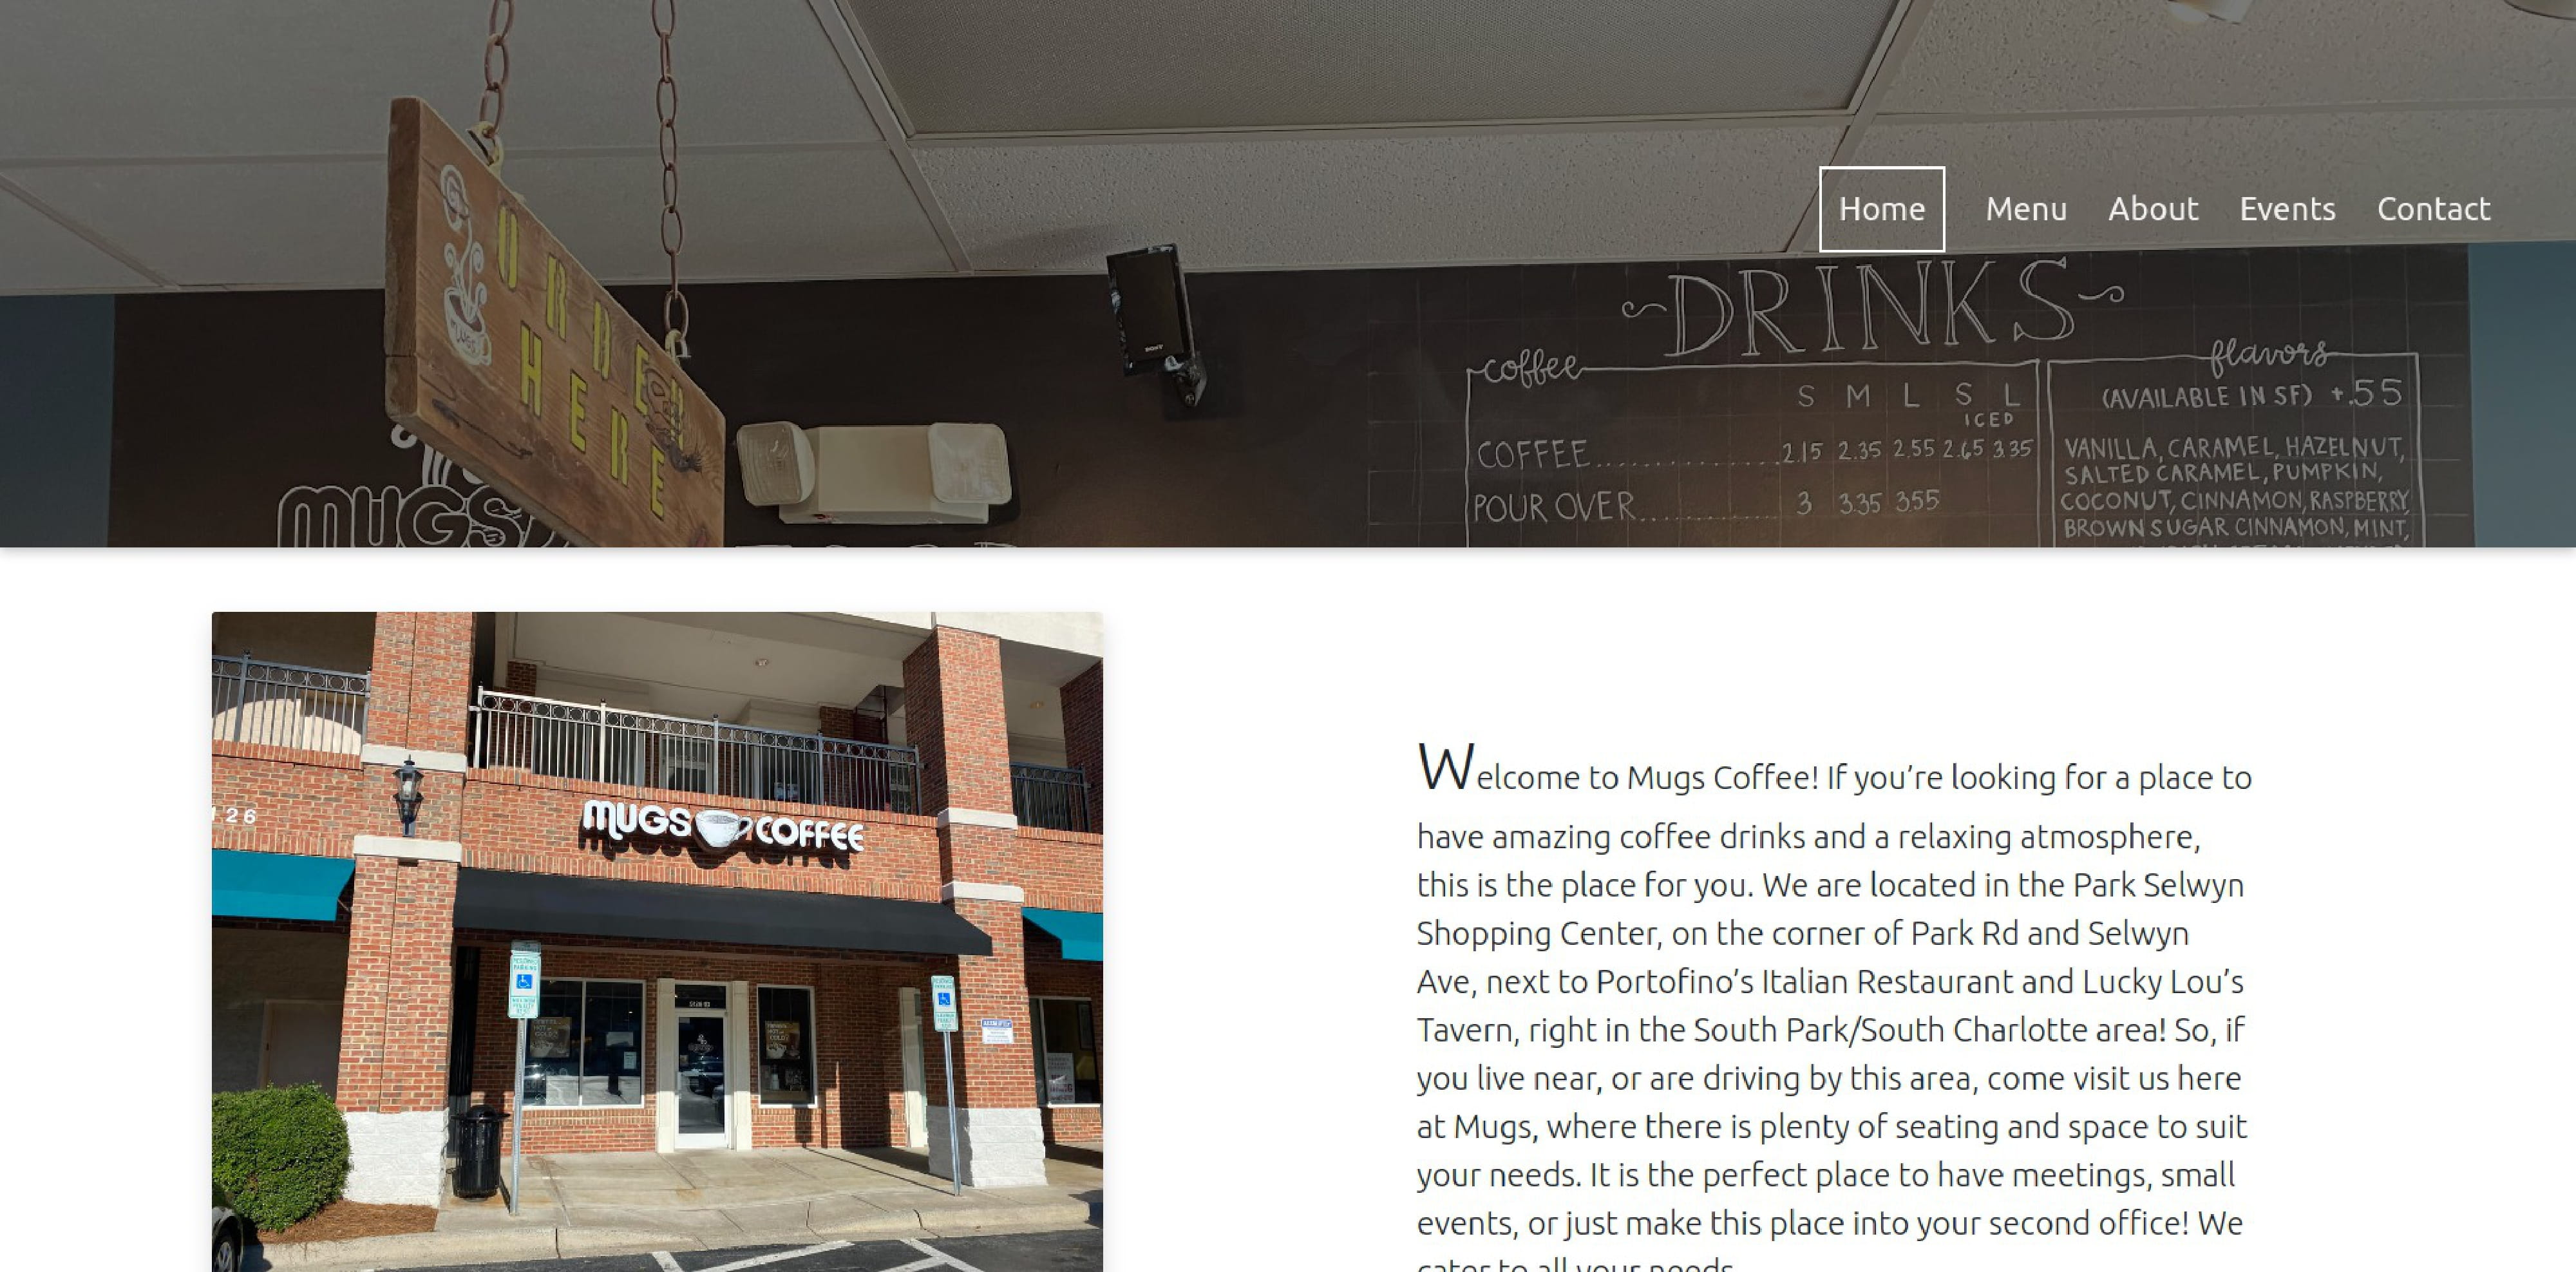 Home Menu About Events Contact
ORDER
HERE
MUGS
MUGS
SONY
DRINKS
coffee
S M L S L
ICED
COFFEE.................2.15 2.35 2.55 2.65 3.35
POUR OVER..............3 3.35 3.55
flavors
(AVAILABLE IN SF) +.55
VANILLA, CARAMEL, HAZELNUT,
SALTED CARAMEL, PUMPKIN,
COCONUT, CINNAMON, RASPBERRY,
BROWN SUGAR CINNAMON, MINT,
126
MUGS COFFEE
Welcome to Mugs Coffee! If you’re looking for a place to
have amazing coffee drinks and a relaxing atmosphere,
this is the place for you. We are located in the Park Selwyn
Shopping Center, on the corner of Park Rd and Selwyn
Ave, next to Portofino’s Italian Restaurant and Lucky Lou’s
Tavern, right in the South Park/South Charlotte area! So, if
you live near, or are driving by this area, come visit us here
at Mugs, where there is plenty of seating and space to suit
your needs. It is the perfect place to have meetings, small
events, or just make this place into your second office! We
cater to all your needs.